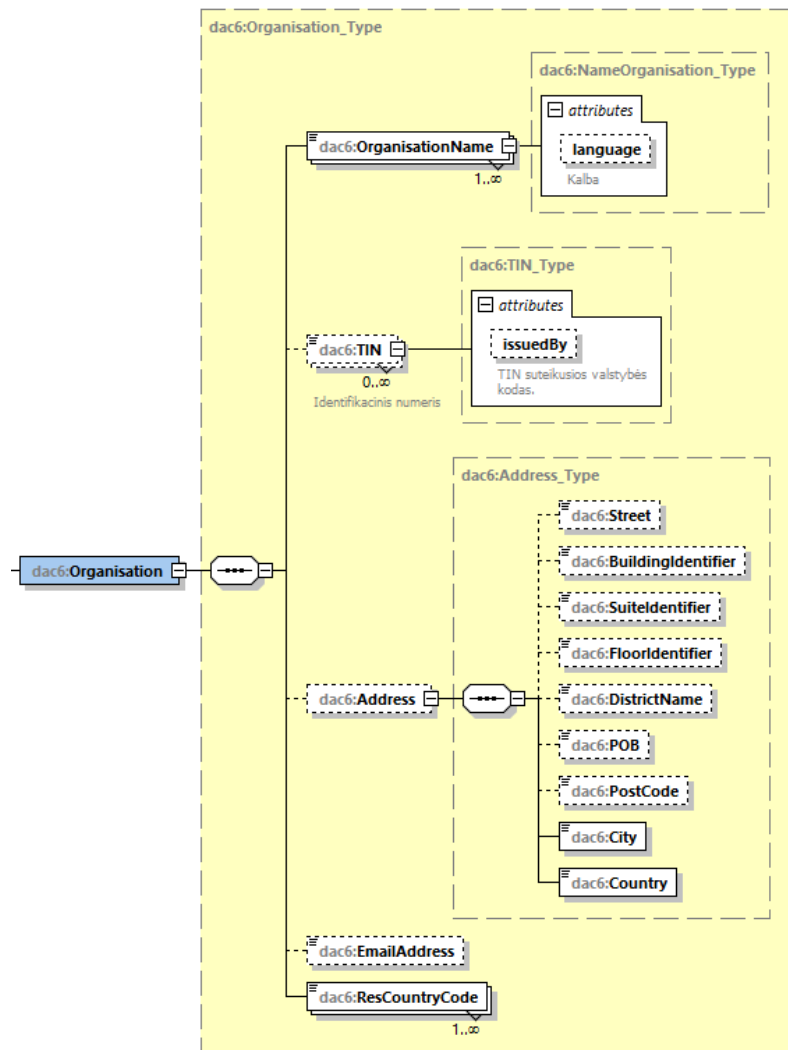 dac6:Organisation_Type
dac6:NameOrganisation_Type
attributes
dac6:OrganisationName
language
1..∞
Kalba
dac6:TIN_Type
attributes
dac6:TIN
issuedBy
0..∞
TIN suteikusios valstybės
kodas.
Identifikacinis numeris
dac6:Address_Type
dac6:Street
dac6:BuildingIdentifier
dac6:Organisation
dac6:SuiteIdentifier
dac6:FloorIdentifier
dac6:Address
dac6:DistrictName
dac6:POB
dac6:PostCode
dac6:City
dac6:Country
dac6:EmailAddress
dac6:ResCountryCode
1..∞